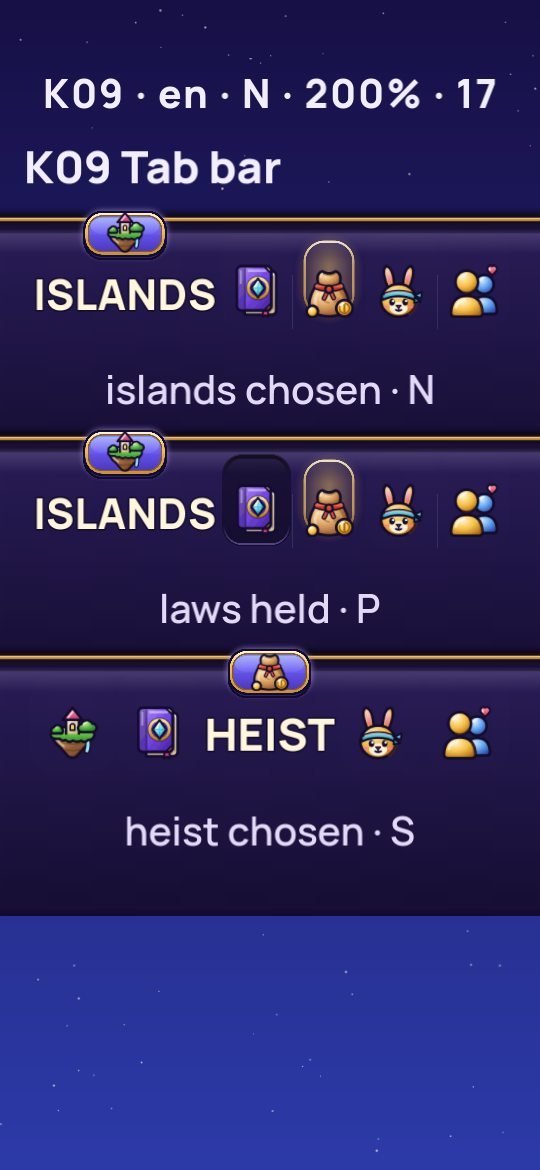 K09 · en · N · 200% · 17
K09 Tab bar
ISLANDS
islands chosen · N
ISLANDS
laws held · P
HEIST
heist chosen · S